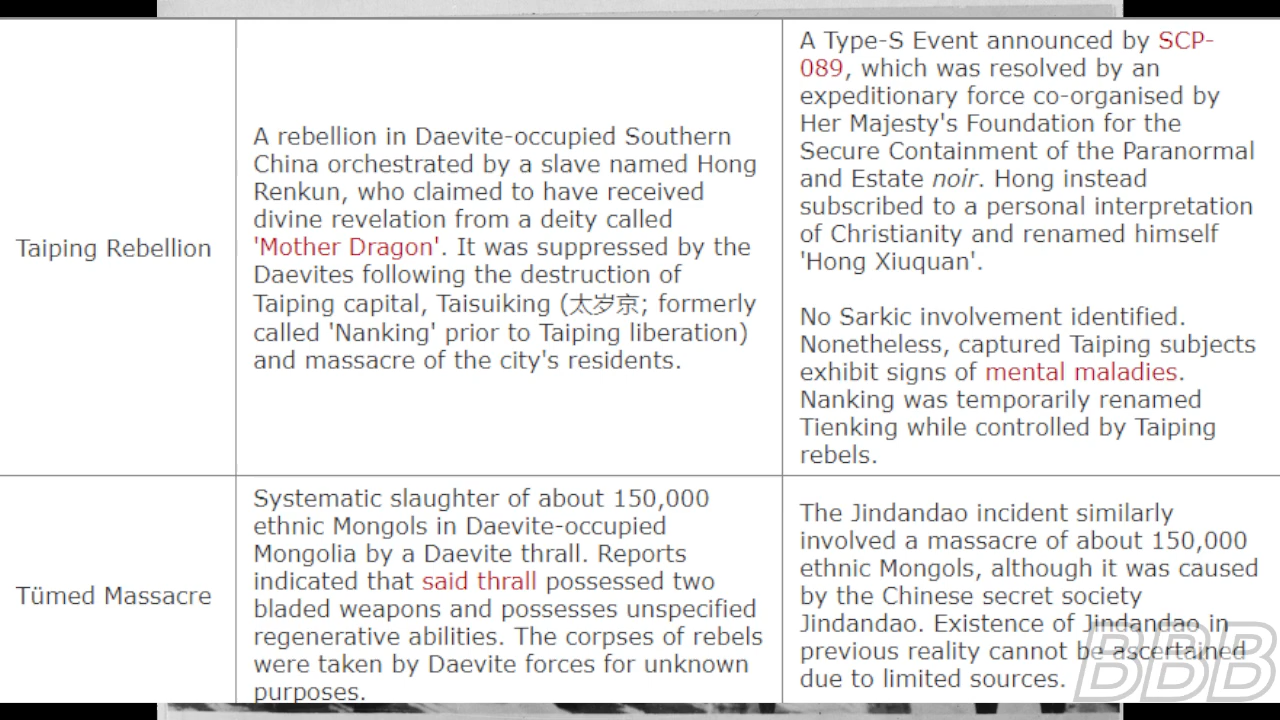 Taiping Rebellion
A rebellion in Daevite-occupied Southern
China orchestrated by a slave named Hong
Renkun, who claimed to have received
divine revelation from a deity called
'Mother Dragon'. It was suppressed by the
Daevites following the destruction of
Taiping capital, Taisuiking (太岁京; formerly
called 'Nanking' prior to Taiping liberation)
and massacre of the city's residents.
A Type-S Event announced by SCP-
089, which was resolved by an
expeditionary force co-organised by
Her Majesty's Foundation for the
Secure Containment of the Paranormal
and Estate noir. Hong instead
subscribed to a personal interpretation
of Christianity and renamed himself
'Hong Xiuquan'.
No Sarkic involvement identified.
Nonetheless, captured Taiping subjects
exhibit signs of mental maladies.
Nanking was temporarily renamed
Tienking while controlled by Taiping
rebels.
Tümed Massacre
Systematic slaughter of about 150,000
ethnic Mongols in Daevite-occupied
Mongolia by a Daevite thrall. Reports
indicated that said thrall possessed two
bladed weapons and possesses unspecified
regenerative abilities. The corpses of rebels
were taken by Daevite forces for unknown
purposes.
The Jindandao incident similarly
involved a massacre of about 150,000
ethnic Mongols, although it was caused
by the Chinese secret society
Jindandao. Existence of Jindandao in
previous reality cannot be ascertained
due to limited sources.
BBB